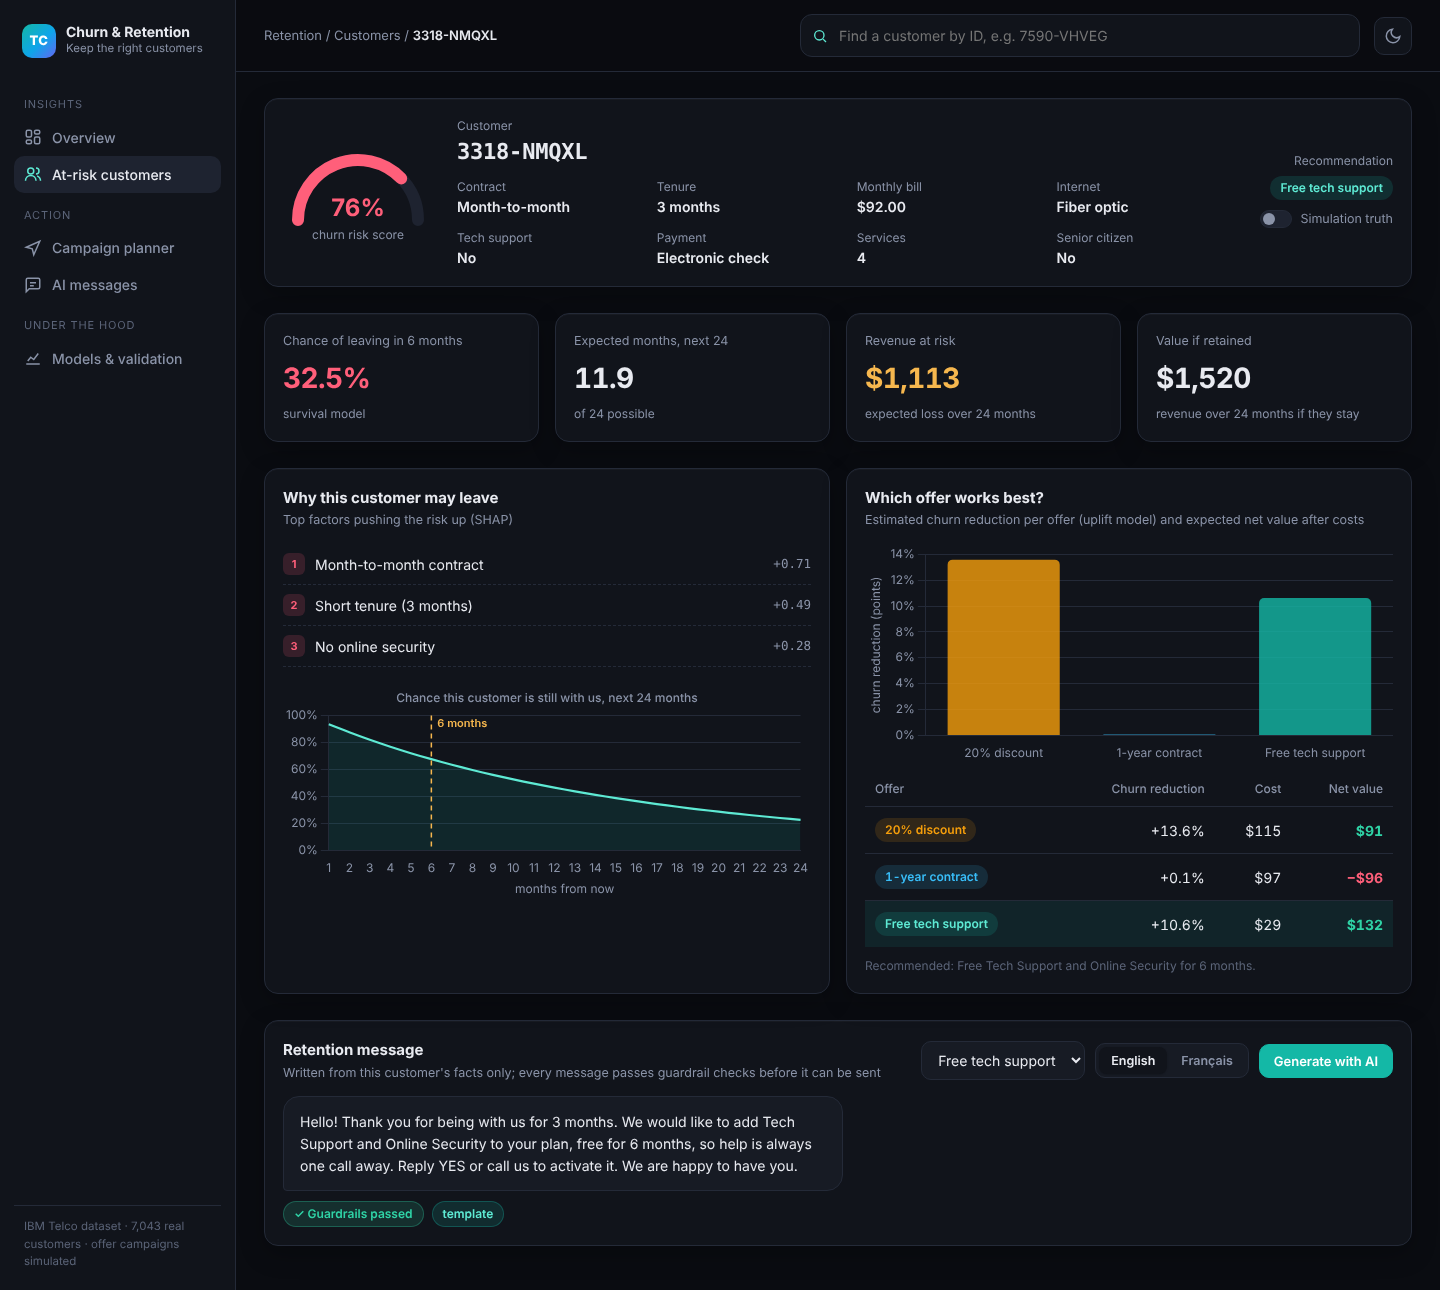 TC
Churn & Retention
Keep the right customers
INSIGHTS
Overview
At-risk customers
ACTION
Campaign planner
AI messages
UNDER THE HOOD
Models & validation
IBM Telco dataset · 7,043 real
customers · offer campaigns
simulated
Retention / Customers / 3318-NMQXL
Find a customer by ID, e.g. 7590-VHVEG
76%
churn risk score
Customer
3318-NMQXL
Contract Tenure Monthly bill Internet
Month-to-month 3 months $92.00 Fiber optic
Tech support Payment Services Senior citizen
No Electronic check 4 No
Recommendation
Free tech support
Simulation truth
Chance of leaving in 6 months
32.5%
survival model
Expected months, next 24
11.9
of 24 possible
Revenue at risk
$1,113
expected loss over 24 months
Value if retained
$1,520
revenue over 24 months if they stay
Why this customer may leave
Top factors pushing the risk up (SHAP)
1 Month-to-month contract +0.71
2 Short tenure (3 months) +0.49
3 No online security +0.28
Chance this customer is still with us, next 24 months
100%
80%
60%
40%
20%
0%
6 months
1 2 3 4 5 6 7 8 9 10 11 12 13 14 15 16 17 18 19 20 21 22 23 24
months from now
Which offer works best?
Estimated churn reduction per offer (uplift model) and expected net value after costs
churn reduction (points)
14%
12%
10%
8%
6%
4%
2%
0%
20% discount 1-year contract Free tech support
Offer Churn reduction Cost Net value
20% discount +13.6% $115 $91
1-year contract +0.1% $97 −$96
Free tech support +10.6% $29 $132
Recommended: Free Tech Support and Online Security for 6 months.
Retention message
Written from this customer's facts only; every message passes guardrail checks before it can be sent
Free tech support
English Français
Generate with AI
Hello! Thank you for being with us for 3 months. We would like to add Tech
Support and Online Security to your plan, free for 6 months, so help is always
one call away. Reply YES or call us to activate it. We are happy to have you.
✓ Guardrails passed
template